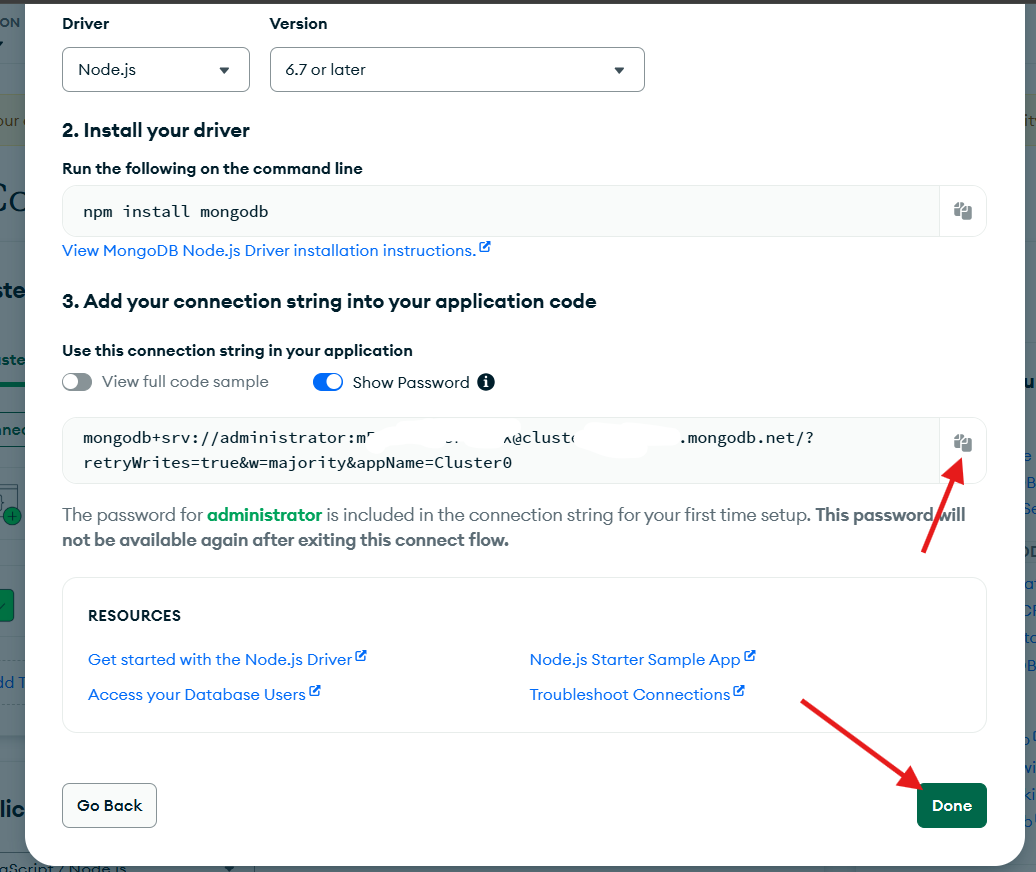 Driver Version
Node.js 6.7 or later
2. Install your driver
Run the following on the command line
npm install mongodb
View MongoDB Node.js Driver installation instructions.
3. Add your connection string into your application code
Use this connection string in your application
View full code sample Show Password
mongodb+srv://administrator: .mongodb.net/?
retryWrites=true&w=majority&appName=Cluster0
The password for administrator is included in the connection string for your first time setup. This password will
not be available again after exiting this connect flow.
RESOURCES
Get started with the Node.js Driver Node.js Starter Sample App
Access your Database Users Troubleshoot Connections
Go Back Done